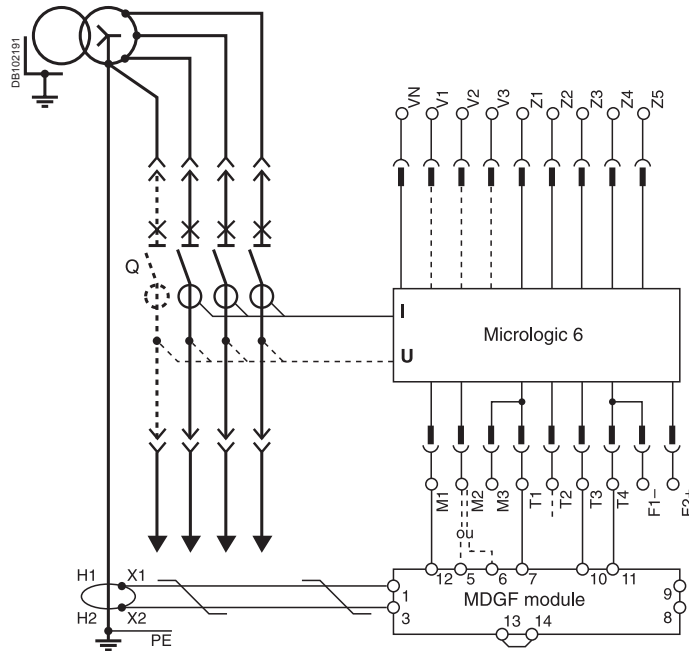 DB102191
VN V1 V2 V3 Z1 Z2 Z3 Z4 Z5
Q
I
U
Micrologic 6
M1 M2 M3 T1 T2 T3 T4 F1– F2+
ou
H1 X1
H2 X2
PE
12 5 6 7 10 11
1 9
MDGF module
3 8
13 14